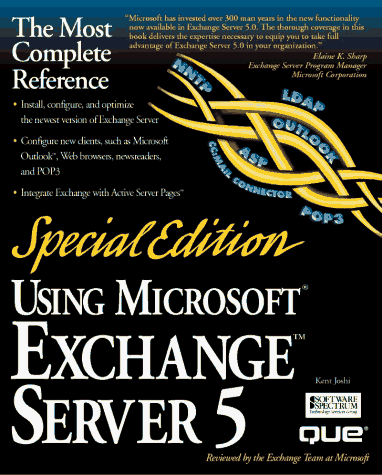 The Most
Complete
Reference
"Microsoft has invested over 300 man years in the new functionality
now available in Exchange Server 5.0. The thorough coverage in this
book delivers the expertise necessary to equip you to take full
advantage of Exchange Server 5.0 in your organization."
Elaine K. Sharp
Exchange Server Program Manager
Microsoft Corporation
• Install, configure, and optimize
the newest version of Exchange Server
• Configure new clients, such as Microsoft
Outlook™, Web browsers, newsreaders,
and POP3
• Integrate Exchange with Active Server Pages™
NNTP
LDAP
OUTLOOK
ASP
CC:MAIL CONNECTOR
POP3
Special Edition
USING MICROSOFT®
EXCHANGE™
SERVER 5
Kent Joshi
SOFTWARE
SPECTRUM
Technology Services Group
que®
Reviewed by the Exchange Team at Microsoft